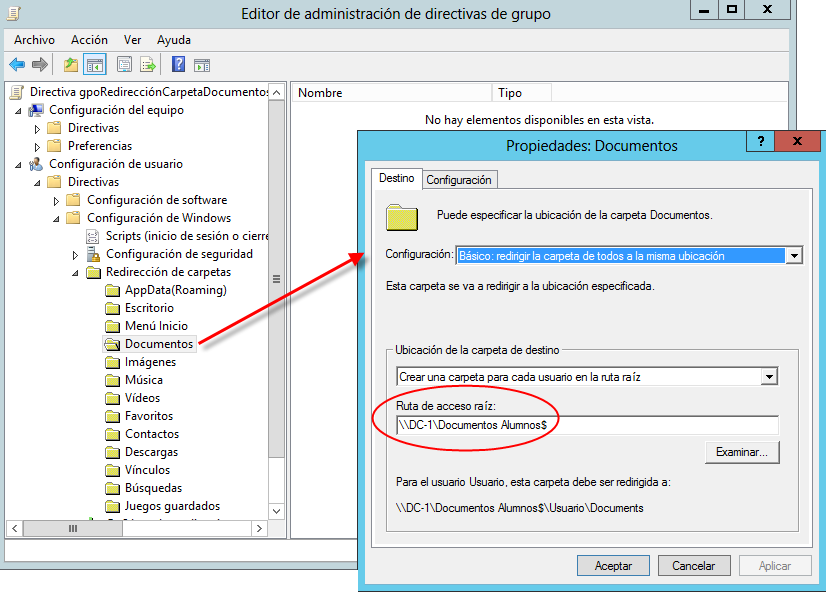 Editor de administración de directivas de grupo
Archivo Acción Ver Ayuda
Directiva gpoRedirecciónCarpetaDocumentos
Configuración del equipo
Directivas
Preferencias
Configuración de usuario
Directivas
Configuración de software
Configuración de Windows
Scripts (inicio de sesión o cierre
Configuración de seguridad
Redirección de carpetas
AppData(Roaming)
Escritorio
Menú Inicio
Documentos
Imágenes
Música
Vídeos
Favoritos
Contactos
Descargas
Vínculos
Búsquedas
Juegos guardados
Nombre Tipo
No hay elementos disponibles en esta vista.
Propiedades: Documentos
? x
Destino Configuración
Puede especificar la ubicación de la carpeta Documentos.
Configuración: Básico: redirigir la carpeta de todos a la misma ubicación
Esta carpeta se va a redirigir a la ubicación especificada.
Ubicación de la carpeta de destino
Crear una carpeta para cada usuario en la ruta raíz
Ruta de acceso raíz:
\\DC-1\Documentos Alumnos$
Examinar...
Para el usuario Usuario, esta carpeta debe ser redirigida a:
\\DC-1\Documentos Alumnos$\Usuario\Documents
Aceptar Cancelar Aplicar